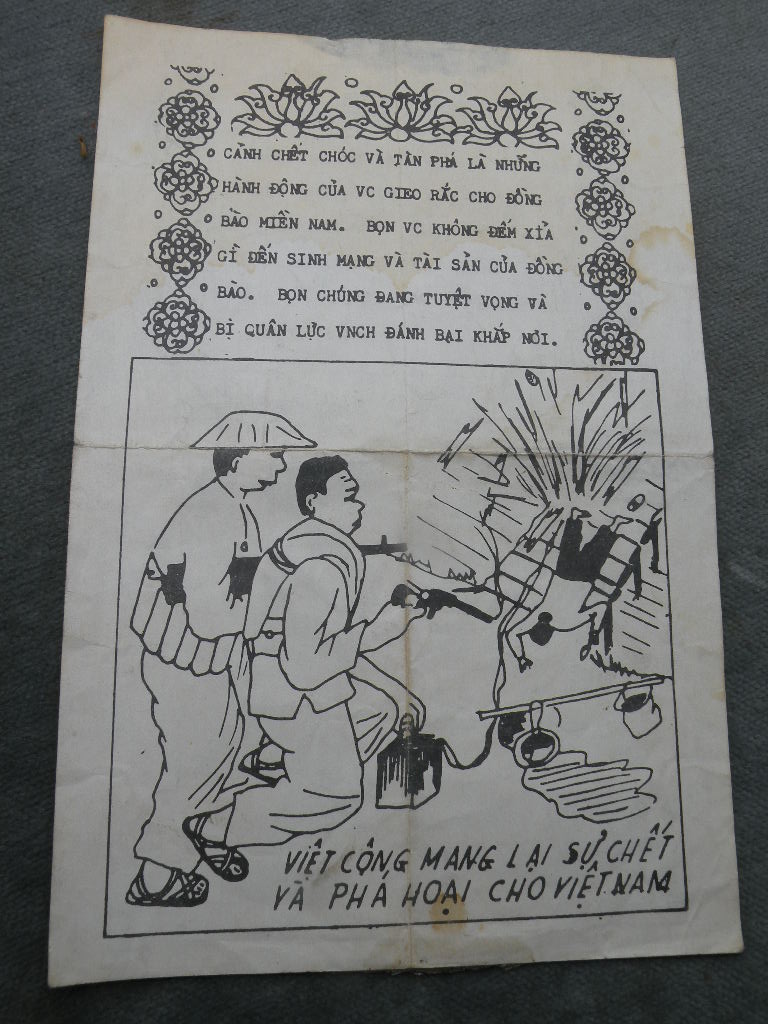 CẢNH CHẾT CHÓC VÀ TÀN PHÁ LÀ NHỮNG
HÀNH ĐỘNG CỦA VC GIEO RẮC CHO ĐỒNG
BÀO MIỀN NAM. BỌN VC KHÔNG ĐẾM XỈA
GÌ ĐẾN SINH MẠNG VÀ TÀI SẢN CỦA ĐỒNG
BÀO. BỌN CHÚNG ĐANG TUYỆT VỌNG VÀ
BỊ QUÂN LỰC VNCH ĐÁNH BẠI KHẮP NƠI.
VIỆT CỘNG MANG LẠI SỰ CHẾT
VÀ PHÁ HOẠI CHO VIỆT NAM